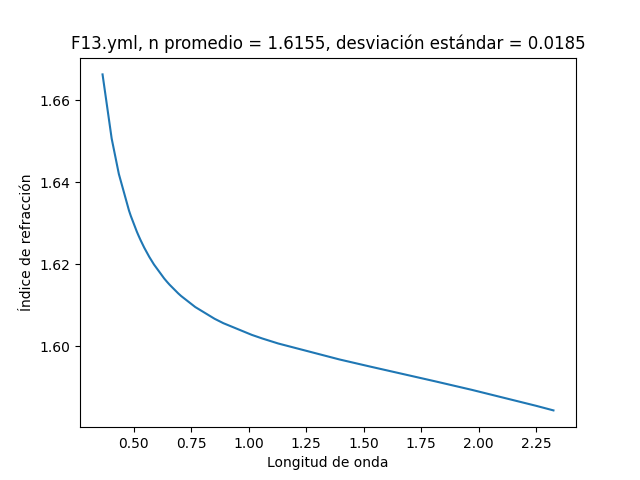 F13.yml, n promedio = 1.6155, desviación estándar = 0.0185
Índice de refracción
1.66
1.64
1.62
1.60
0.50 0.75 1.00 1.25 1.50 1.75 2.00 2.25
Longitud de onda